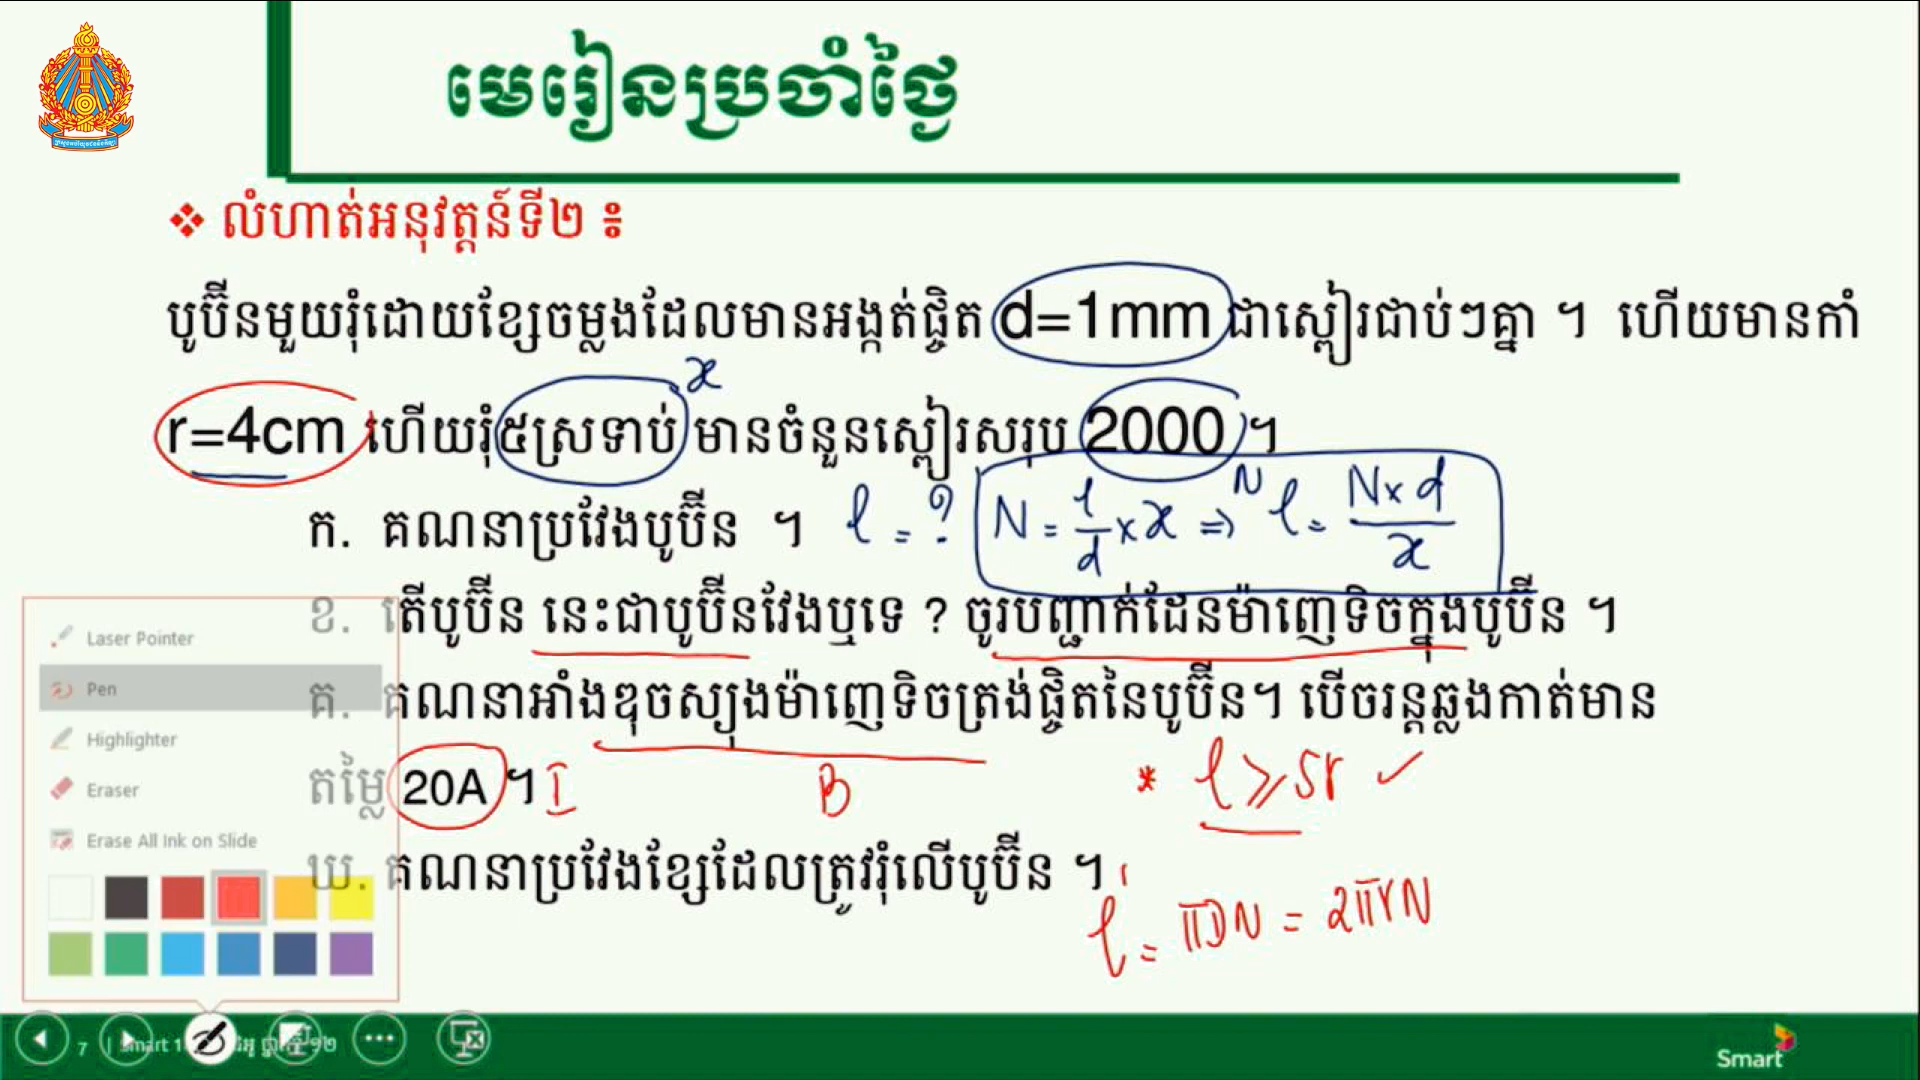 មេរៀនប្រចាំថ្ងៃ
❖ លំហាត់អនុវត្តន៍ទី២ ៖
បូប៊ីនមួយរុំដោយខ្សែចម្លងដែលមានអង្កត់ផ្ចិត d=1mm ជាស្ពៀរជាប់ៗគ្នា ។ ហើយមានកាំ
x
r=4cm ហើយរុំ៥ស្រទាប់ មានចំនួនស្ពៀរសរុប 2000 ។
N
ក. គណនាប្រវែងបូប៊ីន ។ l = ? N = l/d × x ⇒ l = N×d/x
ខ. តើបូប៊ីន នេះជាបូប៊ីនវែងឬទេ ? ចូរបញ្ជាក់ដែនម៉ាញេទិចក្នុងបូប៊ីន ។
គ. គណនាអាំងឌុចស្យុងម៉ាញេទិចត្រង់ផ្ចិតនៃបូប៊ីន។ បើចរន្តឆ្លងកាត់មាន
តម្លៃ 20A ។ I B * l ⩾ 5r ✓
ឃ. គណនាប្រវែងខ្សែដែលត្រូវរុំលើបូប៊ីន ។
l' = πDN = 2πrN
Laser Pointer
Pen
Highlighter
Eraser
Erase All Ink on Slide
7 | Smart 1
Smart